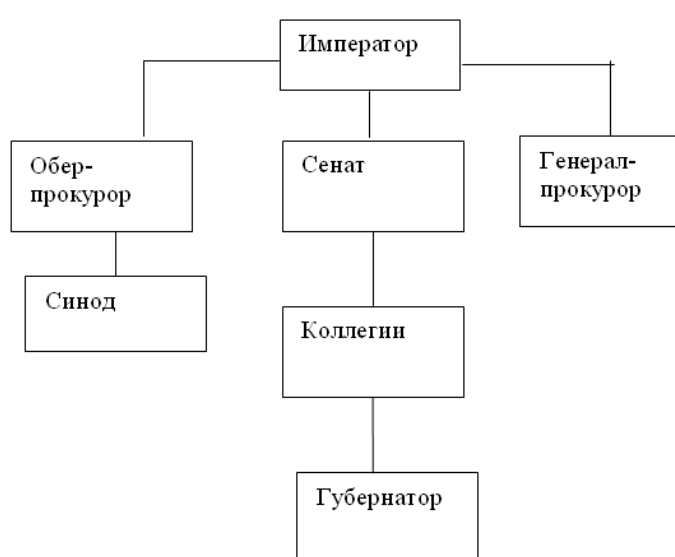 Император
Обер-
прокурор
Сенат
Генерал-
прокурор
Синод
Коллегии
Губернатор